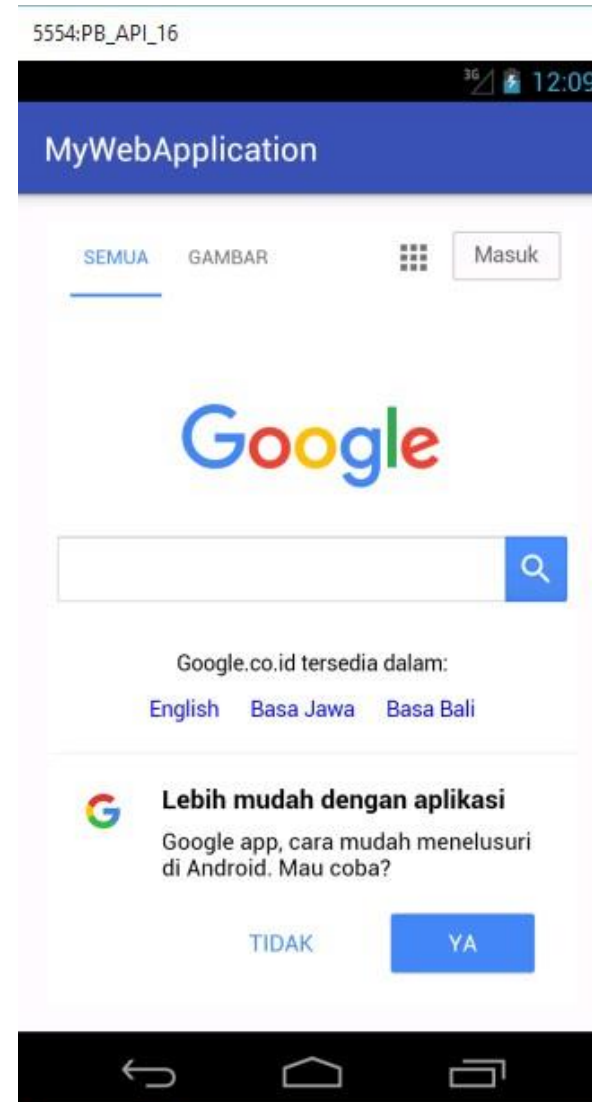 5554:PB_API_16
3G 12:09
MyWebApplication
SEMUA GAMBAR Masuk
Google
Google.co.id tersedia dalam:
English Basa Jawa Basa Bali
G Lebih mudah dengan aplikasi
Google app, cara mudah menelusuri
di Android. Mau coba?
TIDAK YA